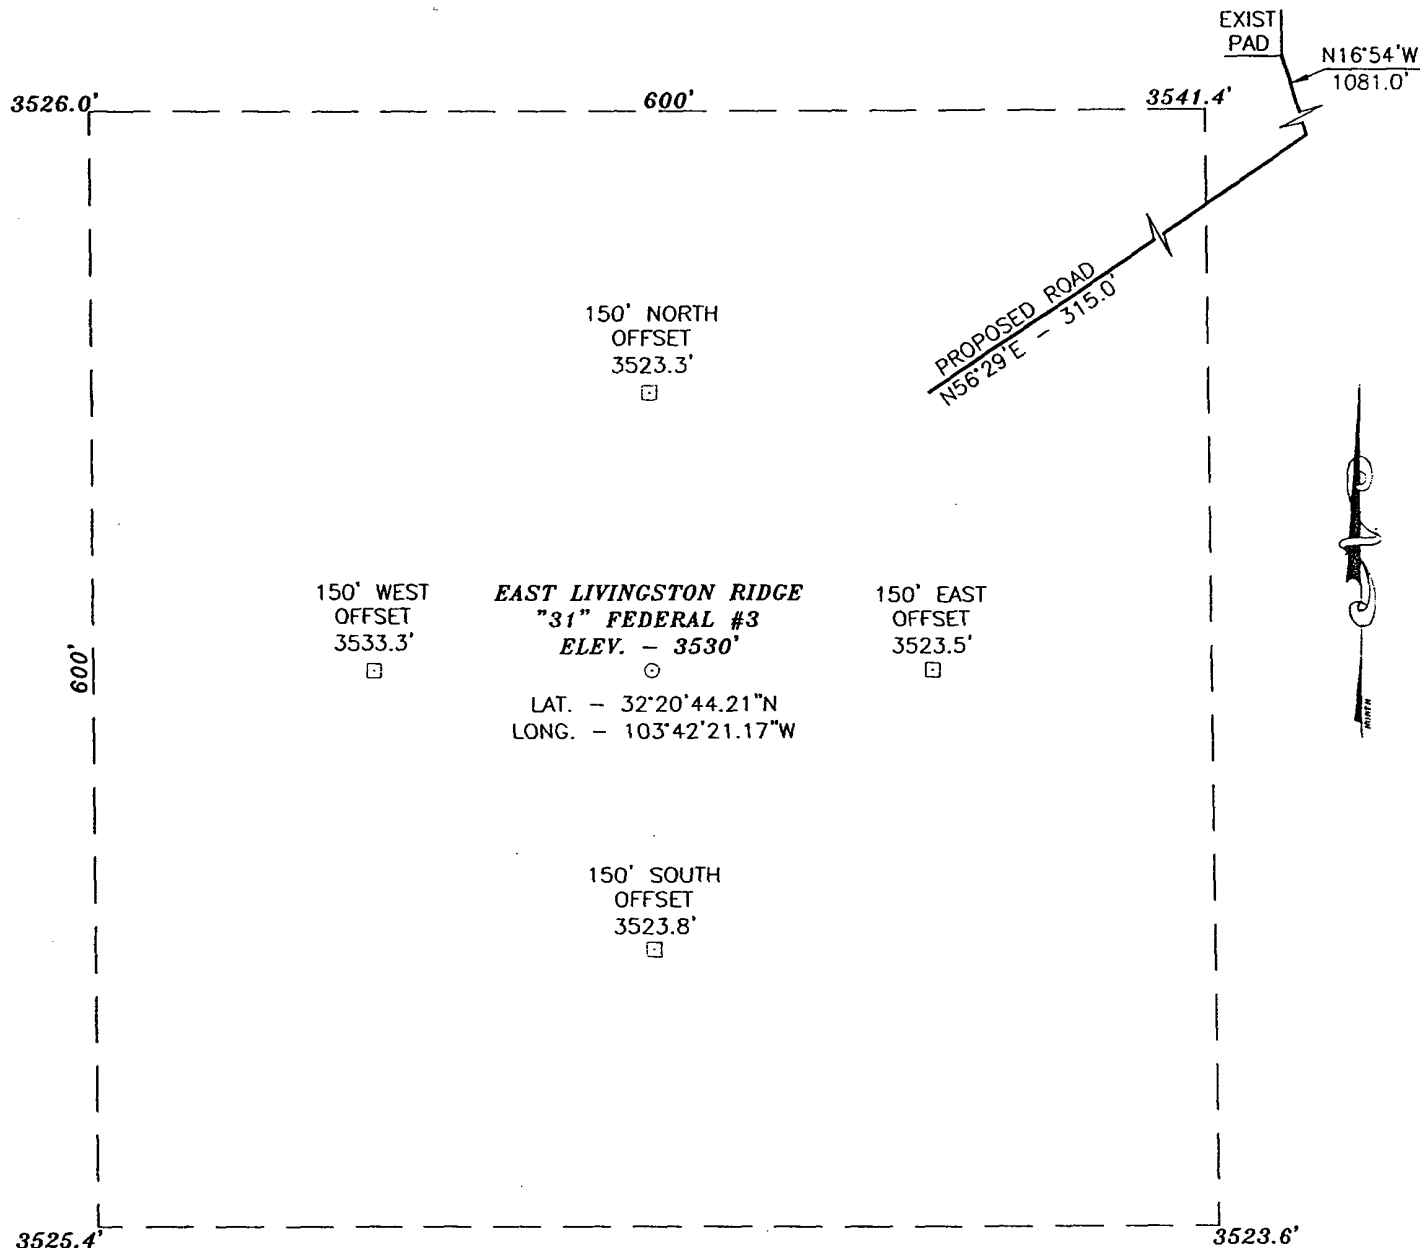 EXIST
PAD
N16°54'W
1081.0'
3526.0'
600'
3541.4'
150' NORTH
OFFSET
3523.3'
PROPOSED ROAD
N56°29'E - 315.0'
150' WEST
OFFSET
3533.3'
EAST LIVINGSTON RIDGE
"31" FEDERAL #3
ELEV. - 3530'
150' EAST
OFFSET
3523.5'
600'
LAT. - 32°20'44.21"N
LONG. - 103°42'21.17"W
NORTH
150' SOUTH
OFFSET
3523.8'
3525.4'
3523.6'